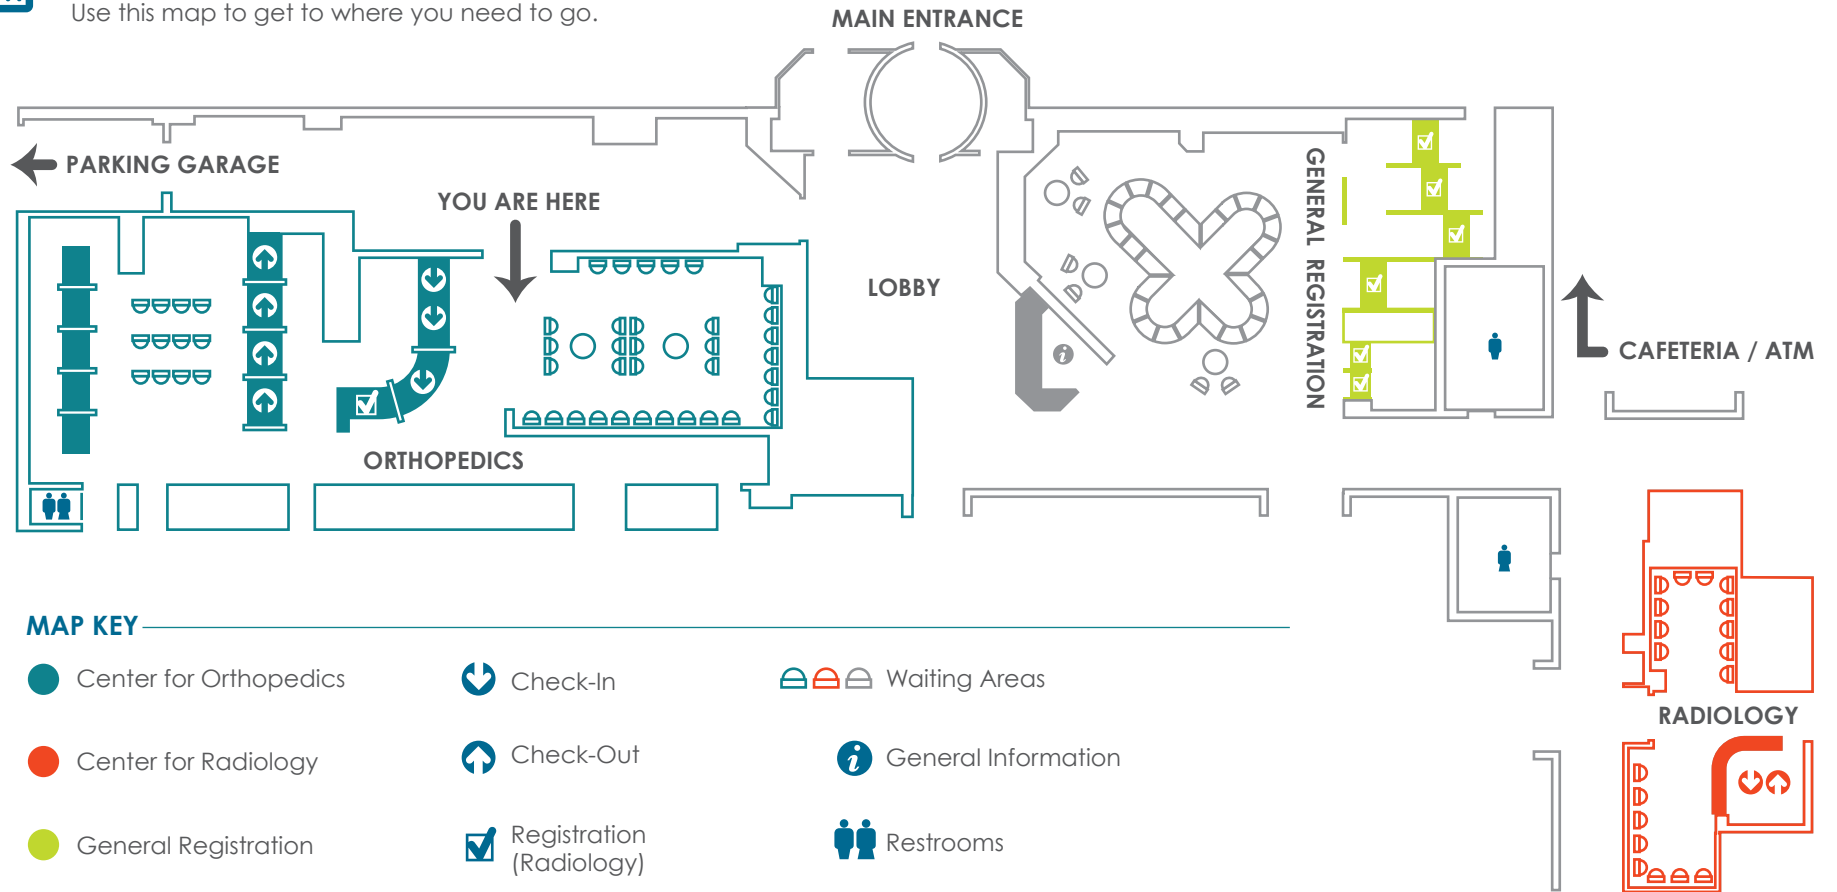 Use this map to get to where you need to go.
MAIN ENTRANCE
PARKING GARAGE
YOU ARE HERE
LOBBY
GENERAL REGISTRATION
CAFETERIA / ATM
ORTHOPEDICS
RADIOLOGY
MAP KEY
Center for Orthopedics
Center for Radiology
General Registration
Check-In
Check-Out
Registration
(Radiology)
Waiting Areas
General Information
Restrooms